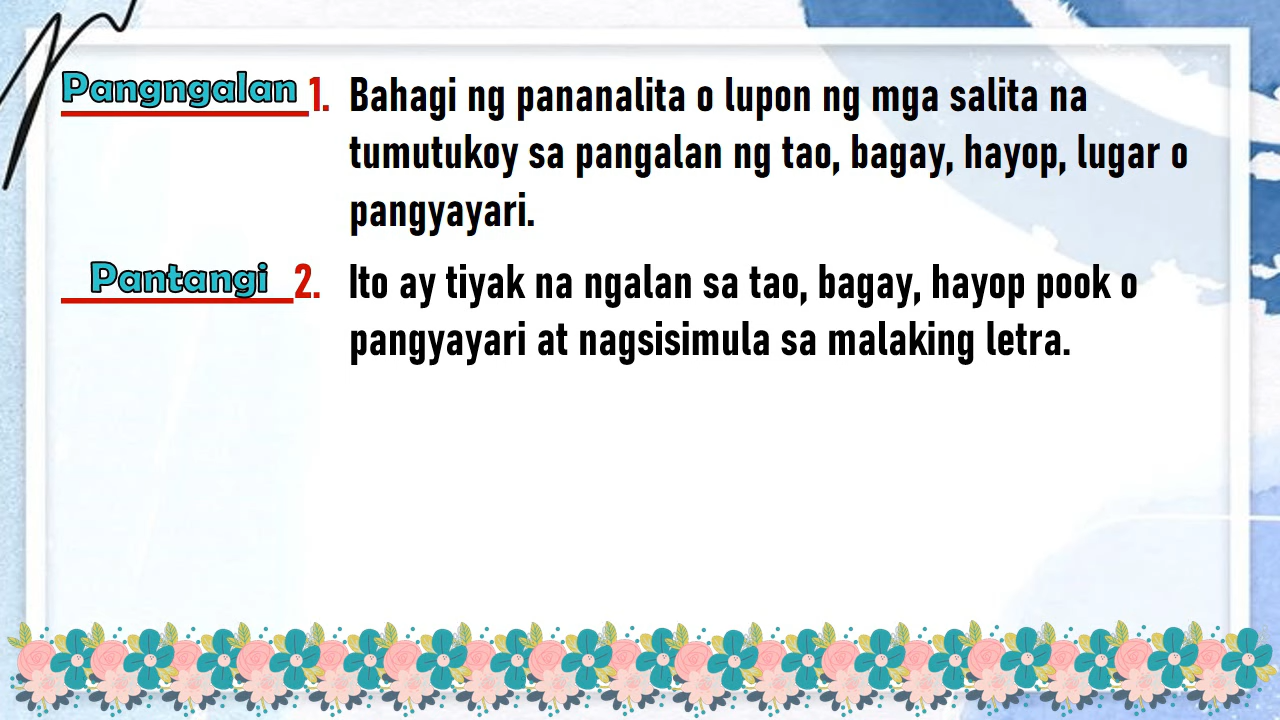 Pangngalan 1. Bahagi ng pananalita o lupon ng mga salita na
tumutukoy sa pangalan ng tao, bagay, hayop, lugar o
pangyayari.
Pantangi 2. Ito ay tiyak na ngalan sa tao, bagay, hayop pook o
pangyayari at nagsisimula sa malaking letra.